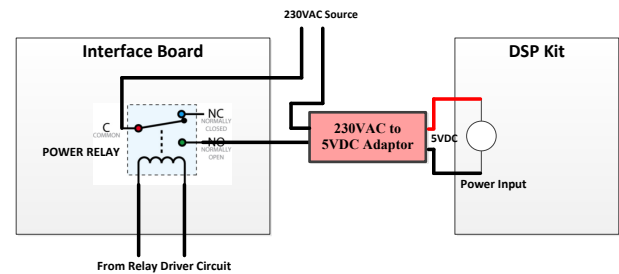 230VAC Source
Interface Board
DSP Kit
NC
NORMALLY
CLOSED
C
COMMON
POWER RELAY
NO
NORMALLY
OPEN
230VAC to
5VDC Adaptor
5VDC
Power Input
From Relay Driver Circuit